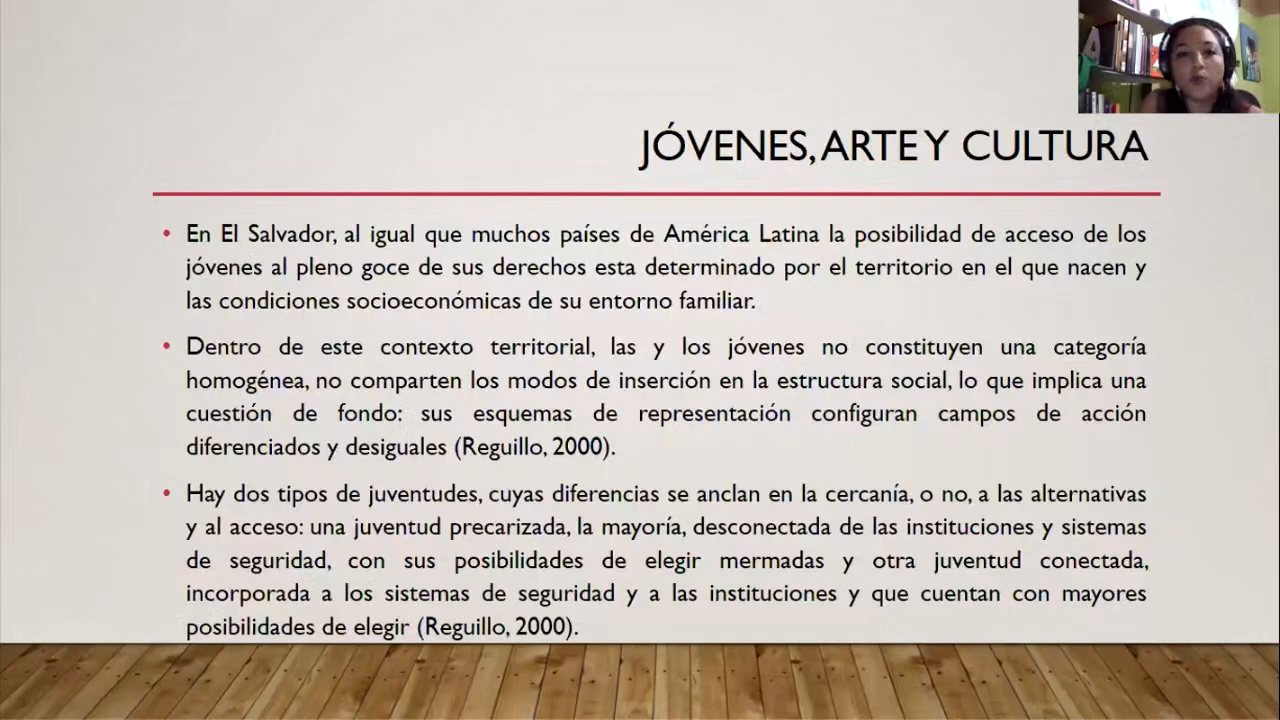 JÓVENES, ARTE Y CULTURA
• En El Salvador, al igual que muchos países de América Latina la posibilidad de acceso de los
jóvenes al pleno goce de sus derechos esta determinado por el territorio en el que nacen y
las condiciones socioeconómicas de su entorno familiar.
• Dentro de este contexto territorial, las y los jóvenes no constituyen una categoría
homogénea, no comparten los modos de inserción en la estructura social, lo que implica una
cuestión de fondo: sus esquemas de representación configuran campos de acción
diferenciados y desiguales (Reguillo, 2000).
• Hay dos tipos de juventudes, cuyas diferencias se anclan en la cercanía, o no, a las alternativas
y al acceso: una juventud precarizada, la mayoría, desconectada de las instituciones y sistemas
de seguridad, con sus posibilidades de elegir mermadas y otra juventud conectada,
incorporada a los sistemas de seguridad y a las instituciones y que cuentan con mayores
posibilidades de elegir (Reguillo, 2000).